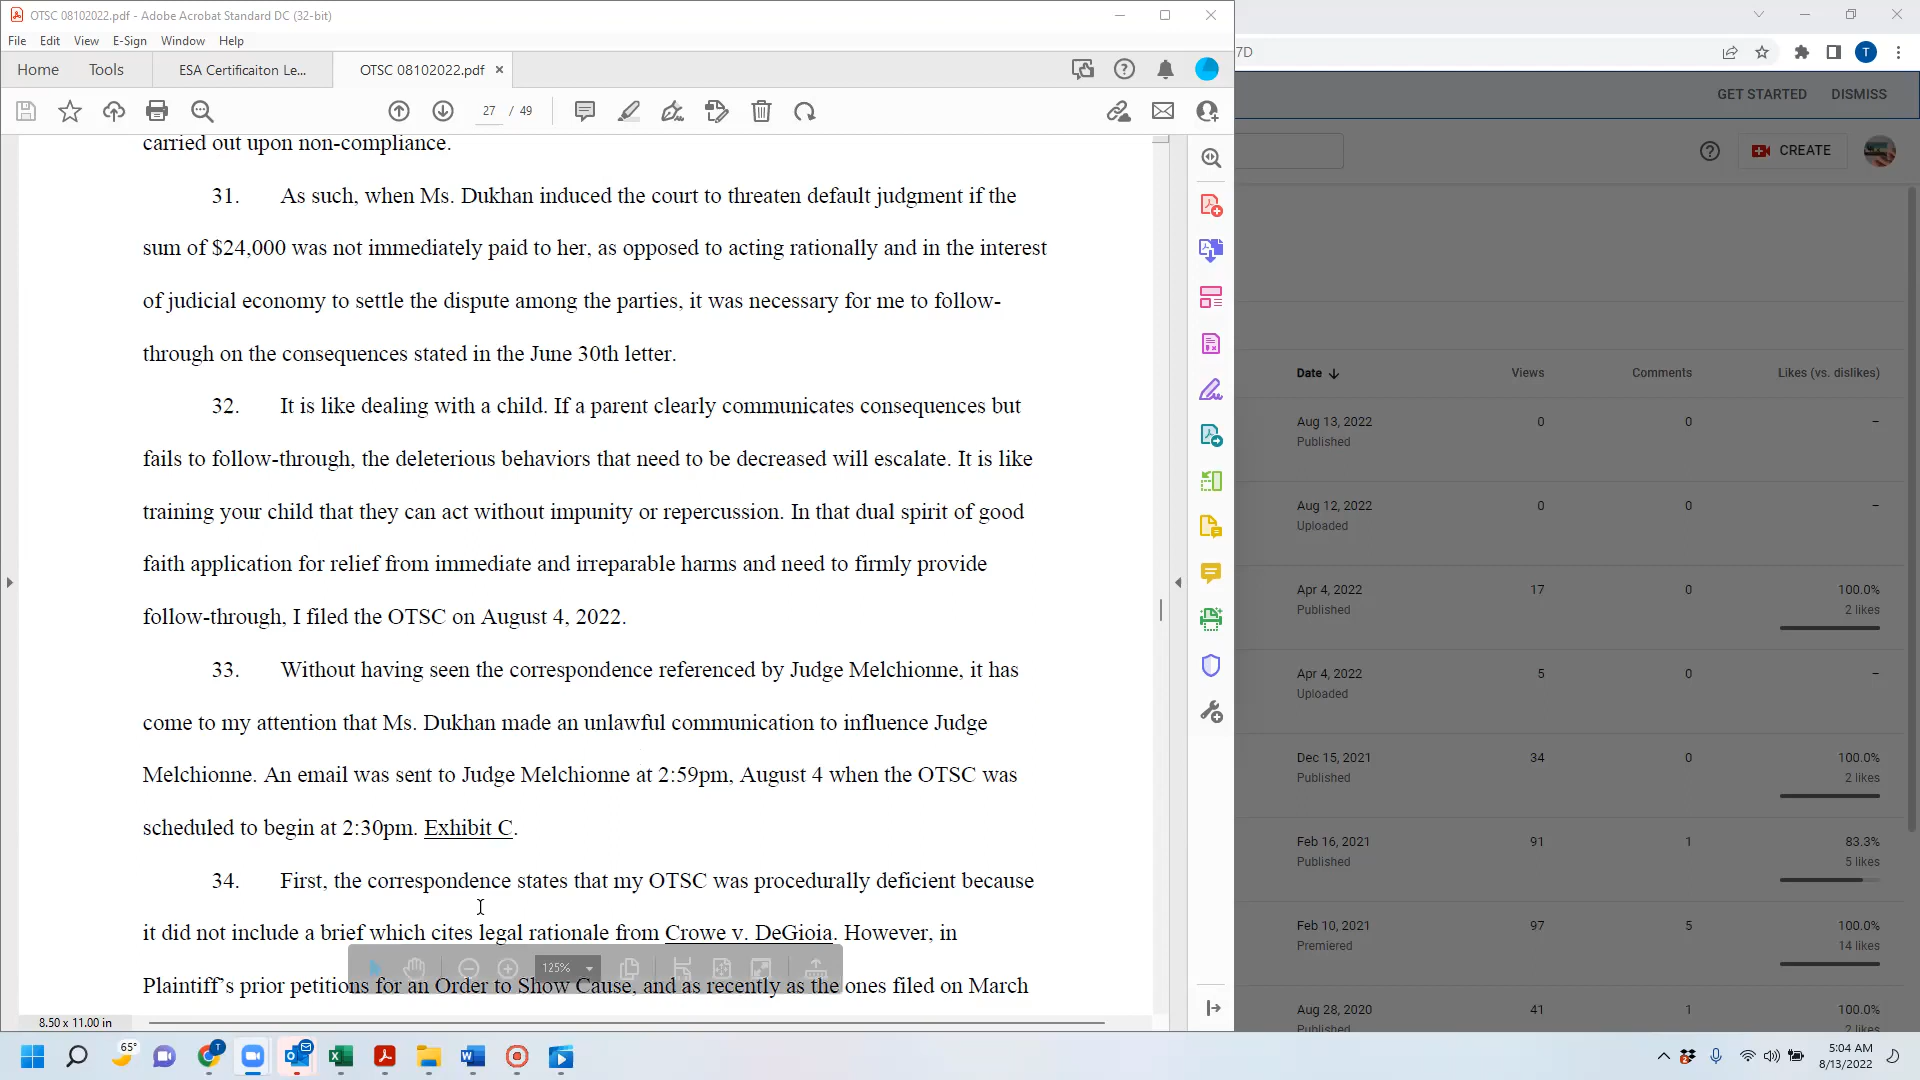 OTSC 08102022.pdf - Adobe Acrobat Standard DC (32-bit)
File Edit View E-Sign Window Help
Home Tools ESA Certificaiton Le... OTSC 08102022.pdf ×
27 / 49
carried out upon non-compliance.
31. As such, when Ms. Dukhan induced the court to threaten default judgment if the
sum of $24,000 was not immediately paid to her, as opposed to acting rationally and in the interest
of judicial economy to settle the dispute among the parties, it was necessary for me to follow-
through on the consequences stated in the June 30th letter.
32. It is like dealing with a child. If a parent clearly communicates consequences but
fails to follow-through, the deleterious behaviors that need to be decreased will escalate. It is like
training your child that they can act without impunity or repercussion. In that dual spirit of good
faith application for relief from immediate and irreparable harms and need to firmly provide
follow-through, I filed the OTSC on August 4, 2022.
33. Without having seen the correspondence referenced by Judge Melchionne, it has
come to my attention that Ms. Dukhan made an unlawful communication to influence Judge
Melchionne. An email was sent to Judge Melchionne at 2:59pm, August 4 when the OTSC was
scheduled to begin at 2:30pm. Exhibit C.
34. First, the correspondence states that my OTSC was procedurally deficient because
it did not include a brief which cites legal rationale from Crowe v. DeGioia. However, in
125%
Plaintiff's prior petitions for an Order to Show Cause, and as recently as the ones filed on March
8.50 x 11.00 in
7D
T
GET STARTED DISMISS
CREATE
Date Views Comments Likes (vs. dislikes)
Aug 13, 2022 0 0 –
Published
Aug 12, 2022 0 0 –
Uploaded
Apr 4, 2022 17 0 100.0%
Published 2 likes
Apr 4, 2022 5 0 –
Uploaded
Dec 15, 2021 34 0 100.0%
Published 2 likes
Feb 16, 2021 91 1 83.3%
Published 5 likes
Feb 10, 2021 97 5 100.0%
Premiered 14 likes
Aug 28, 2020 41 1 100.0%
Published 2 likes
65°
T
5:04 AM
8/13/2022